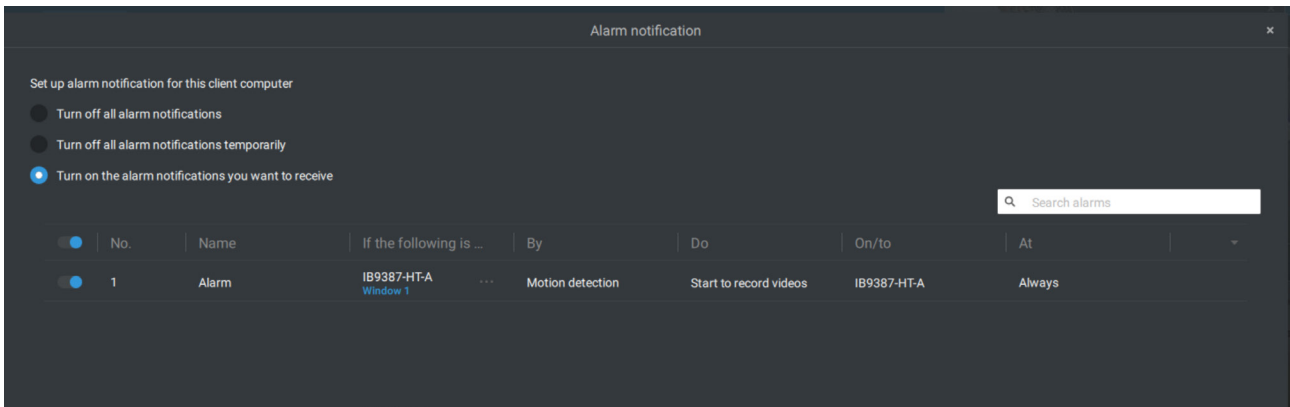 Alarm notification
Set up alarm notification for this client computer
Turn off all alarm notifications
Turn off all alarm notifications temporarily
Turn on the alarm notifications you want to receive
Search alarms
No. Name If the following is ... By Do On/to At
1 Alarm IB9387-HT-A ... Motion detection Start to record videos IB9387-HT-A Always
Window 1